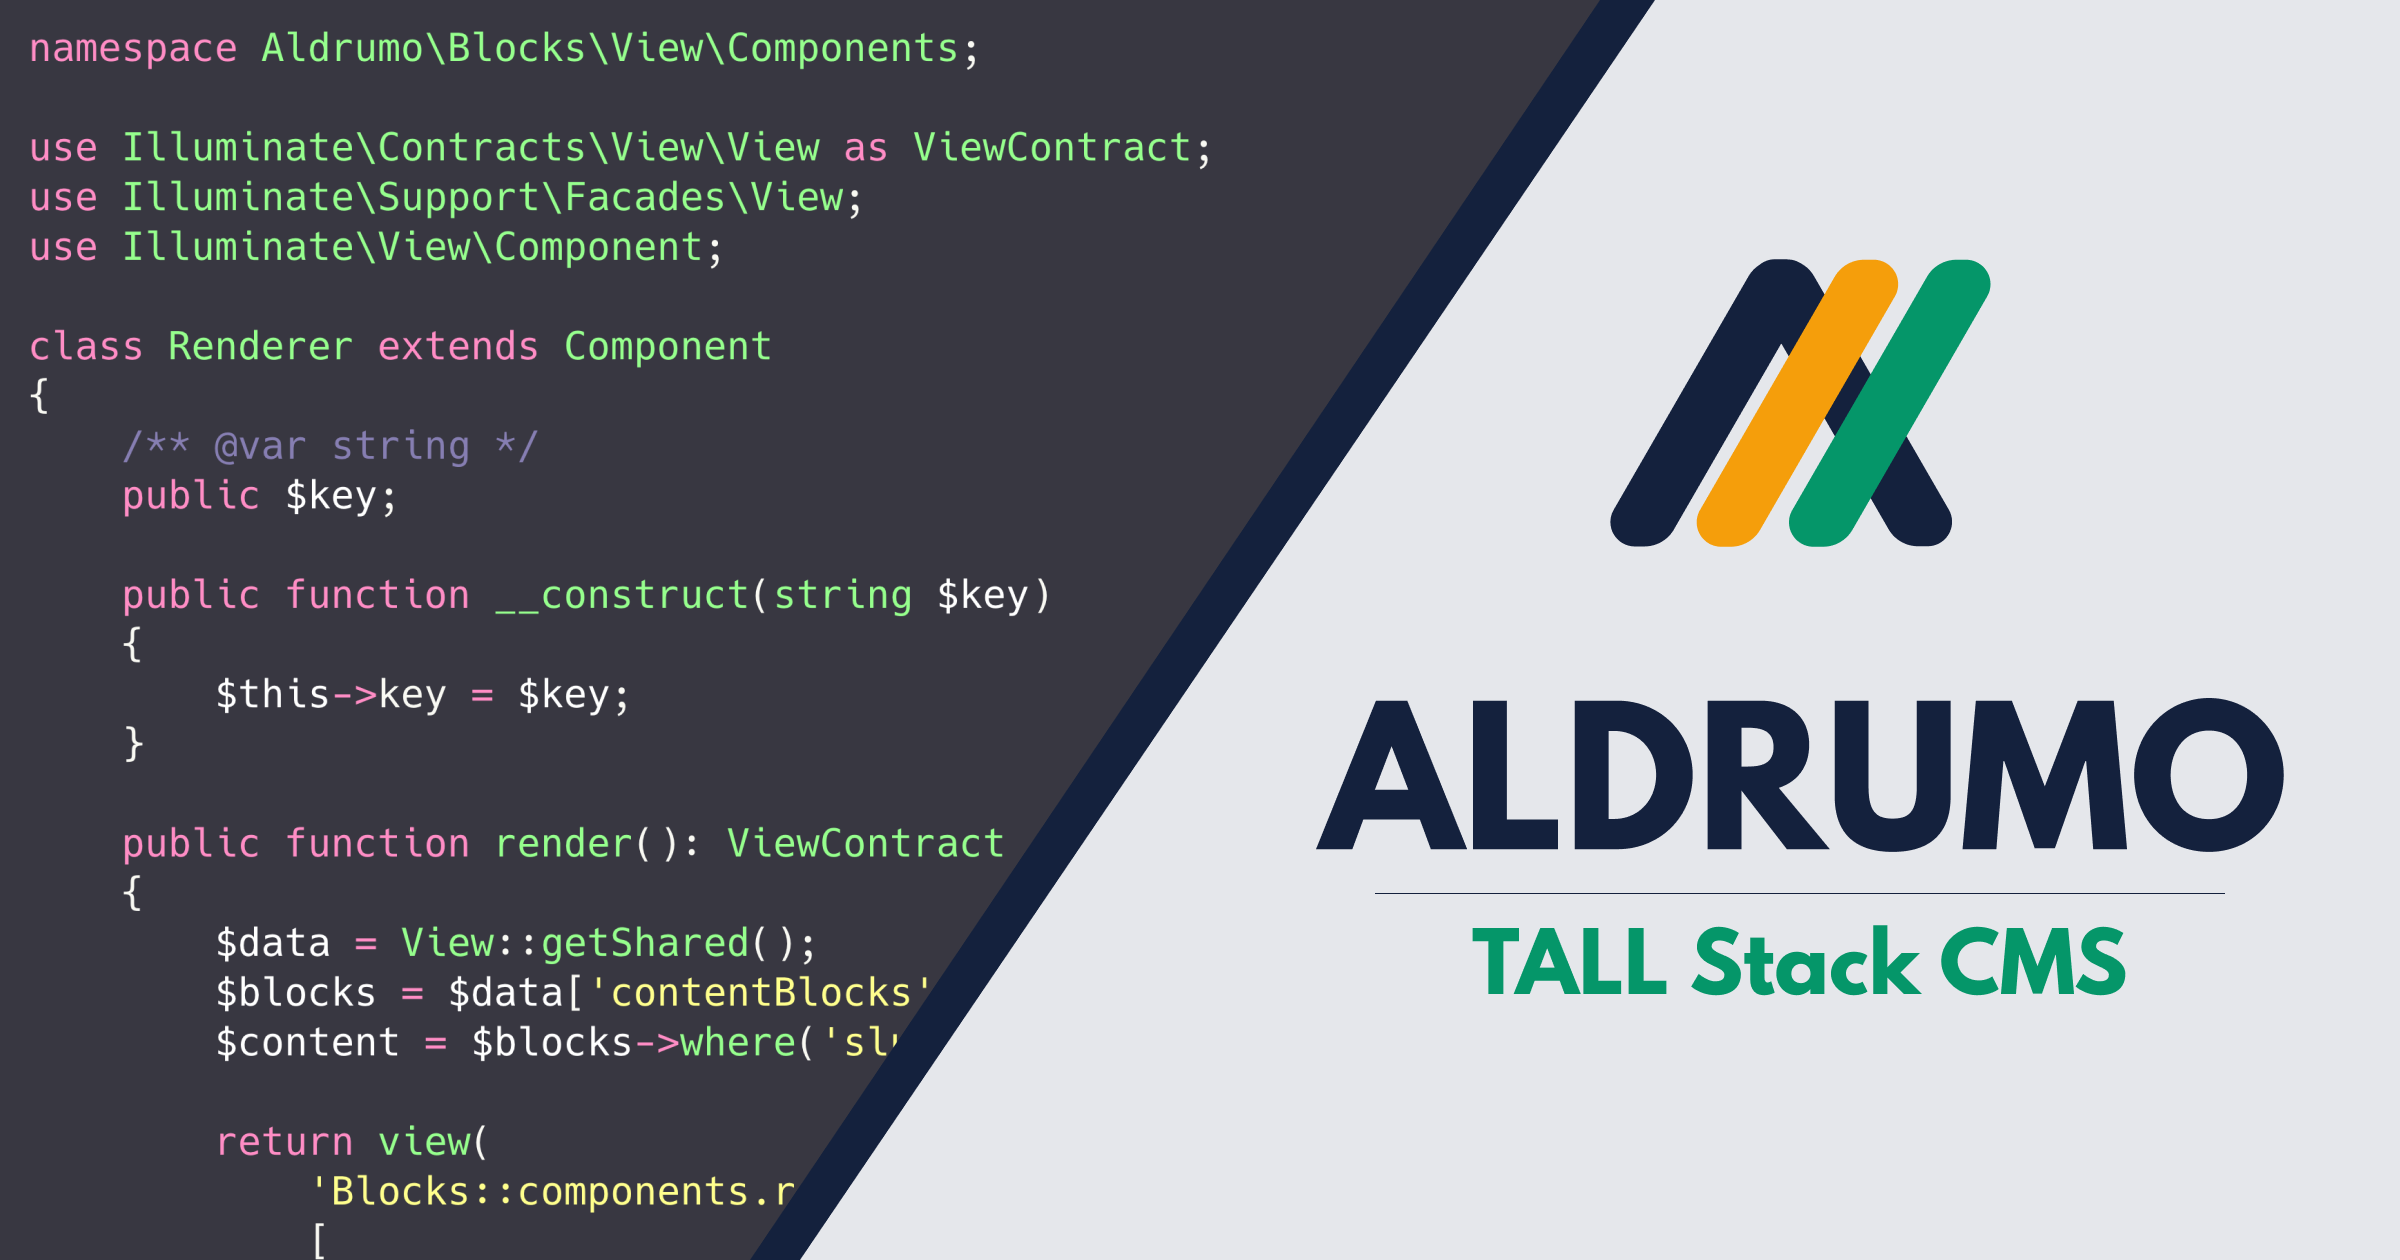 namespace Aldrumo\Blocks\View\Components;
use Illuminate\Contracts\View\View as ViewContract;
use Illuminate\Support\Facades\View;
use Illuminate\View\Component;
class Renderer extends Component
{
/** @var string */
public $key;
public function __construct(string $key)
{
$this->key = $key;
}
public function render(): ViewContract
{
$data = View::getShared();
$blocks = $data['contentBlocks'
$content = $blocks->where('slu
return view(
'Blocks::components.r
[
ALDRUMO
TALL Stack CMS